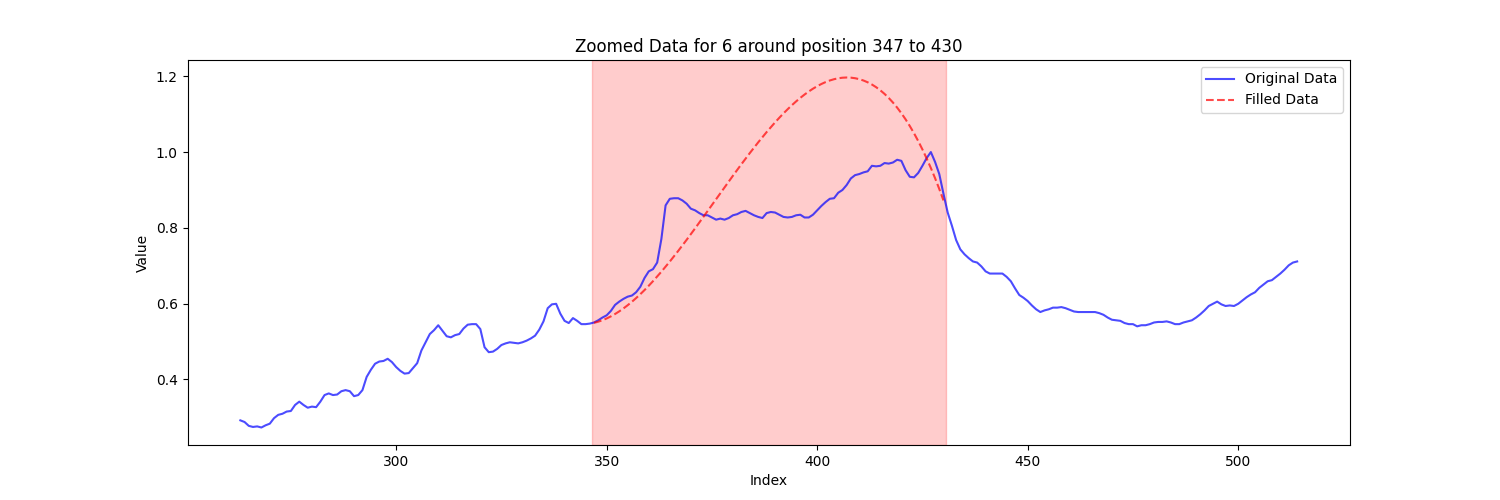 Zoomed Data for 6 around position 347 to 430
Original Data
Filled Data
Value
1.2
1.0
0.8
0.6
0.4
300
350
400
450
500
Index